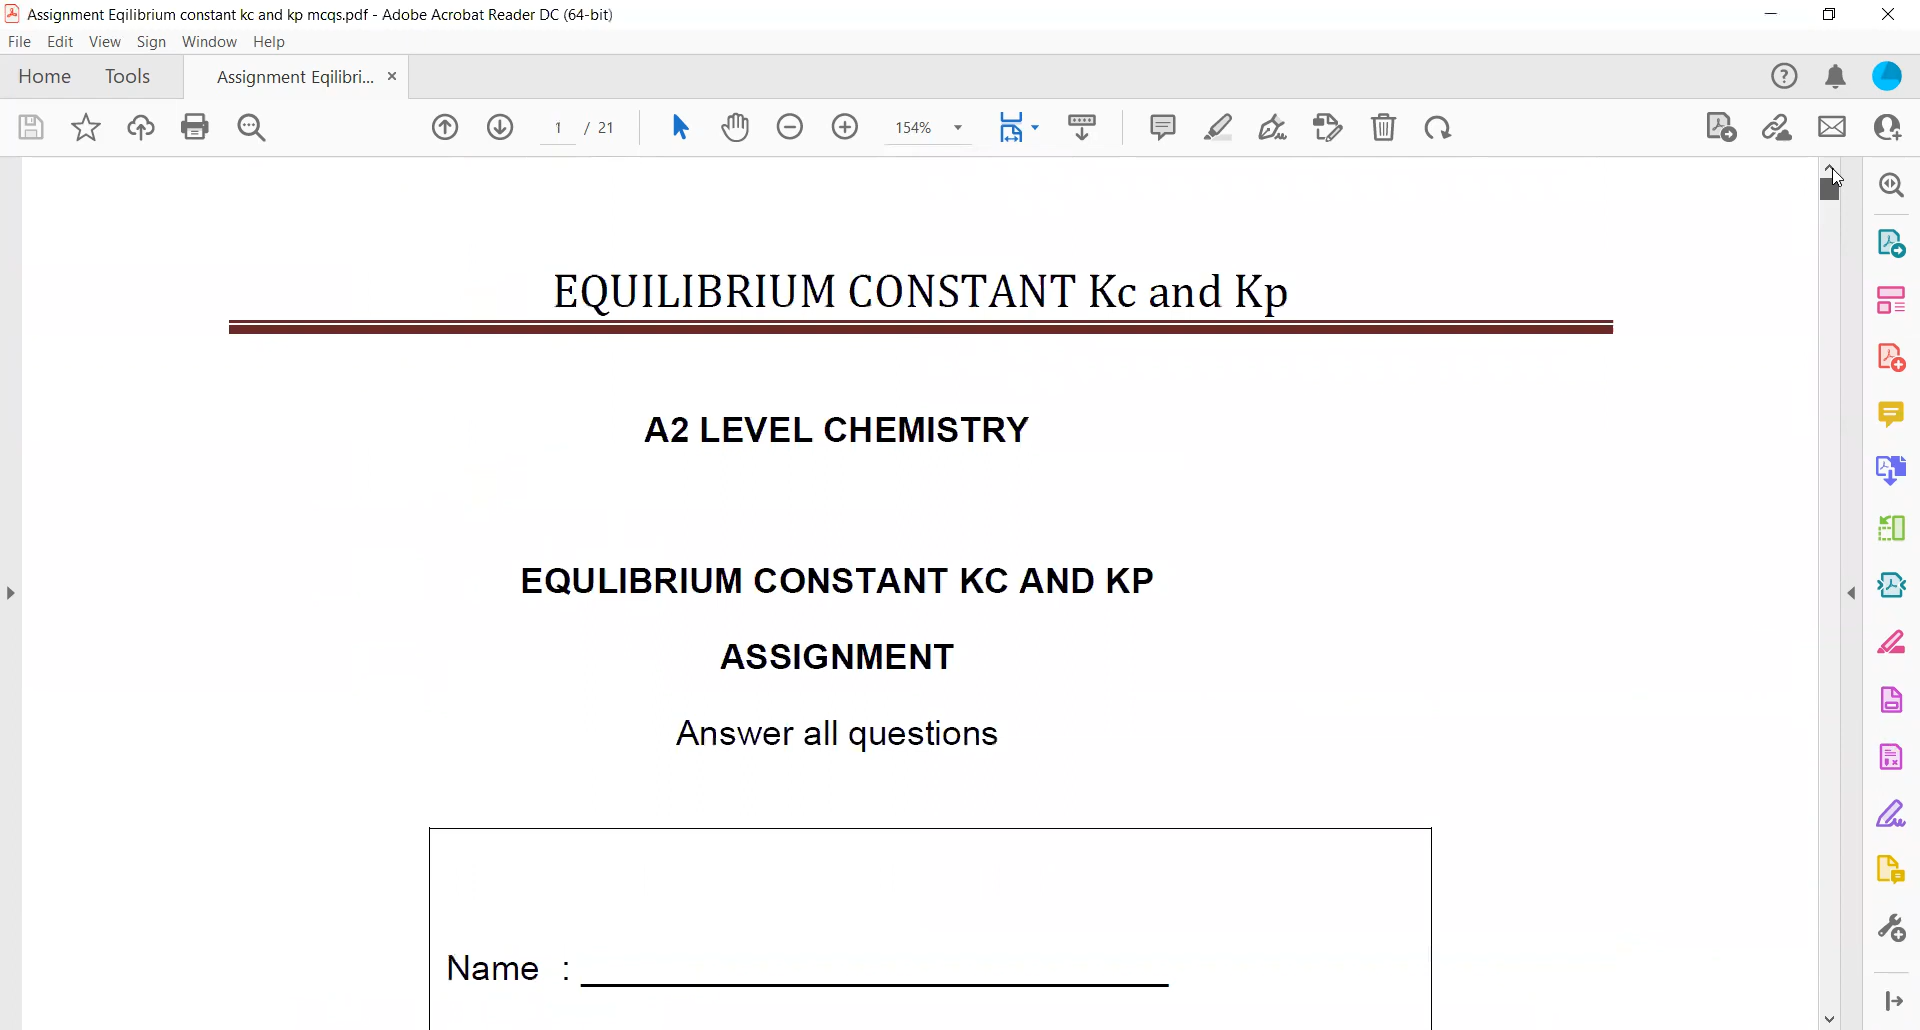 Assignment Eqilibrium constant kc and kp mcqs.pdf - Adobe Acrobat Reader DC (64-bit)
File Edit View Sign Window Help
Home Tools Assignment Eqilibri... ×
1 / 21 154%
EQUILIBRIUM CONSTANT Kc and Kp
A2 LEVEL CHEMISTRY
EQULIBRIUM CONSTANT KC AND KP
ASSIGNMENT
Answer all questions
Name : ____________________